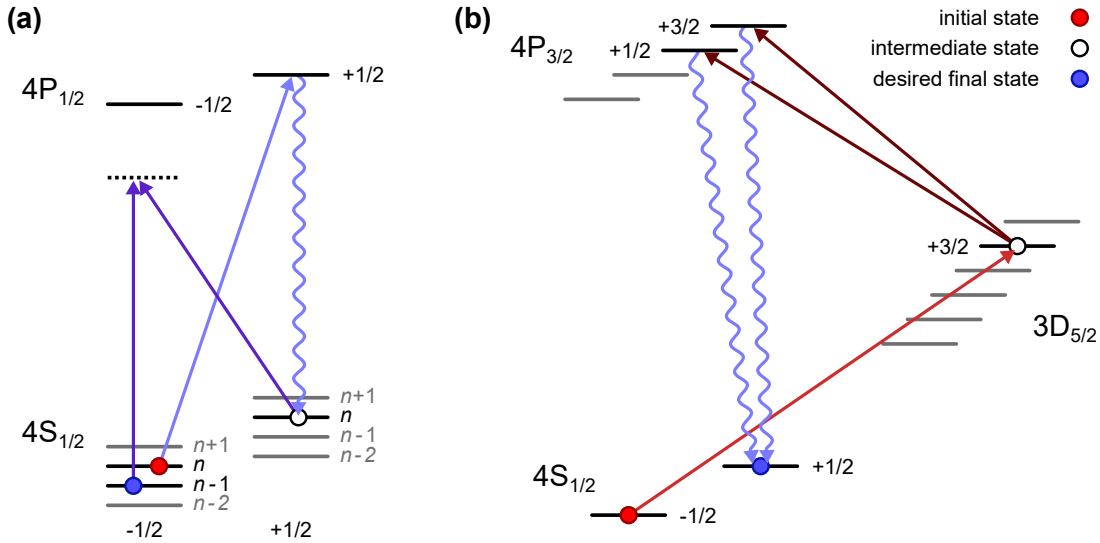 (a)
4P1/2
+1/2
-1/2
4S1/2
n+1
n
n-1
n-2
n+1
n
n-1
n-2
-1/2
+1/2
(b)
initial state
intermediate state
desired final state
4P3/2
+3/2
+1/2
+3/2
3D5/2
4S1/2
+1/2
-1/2